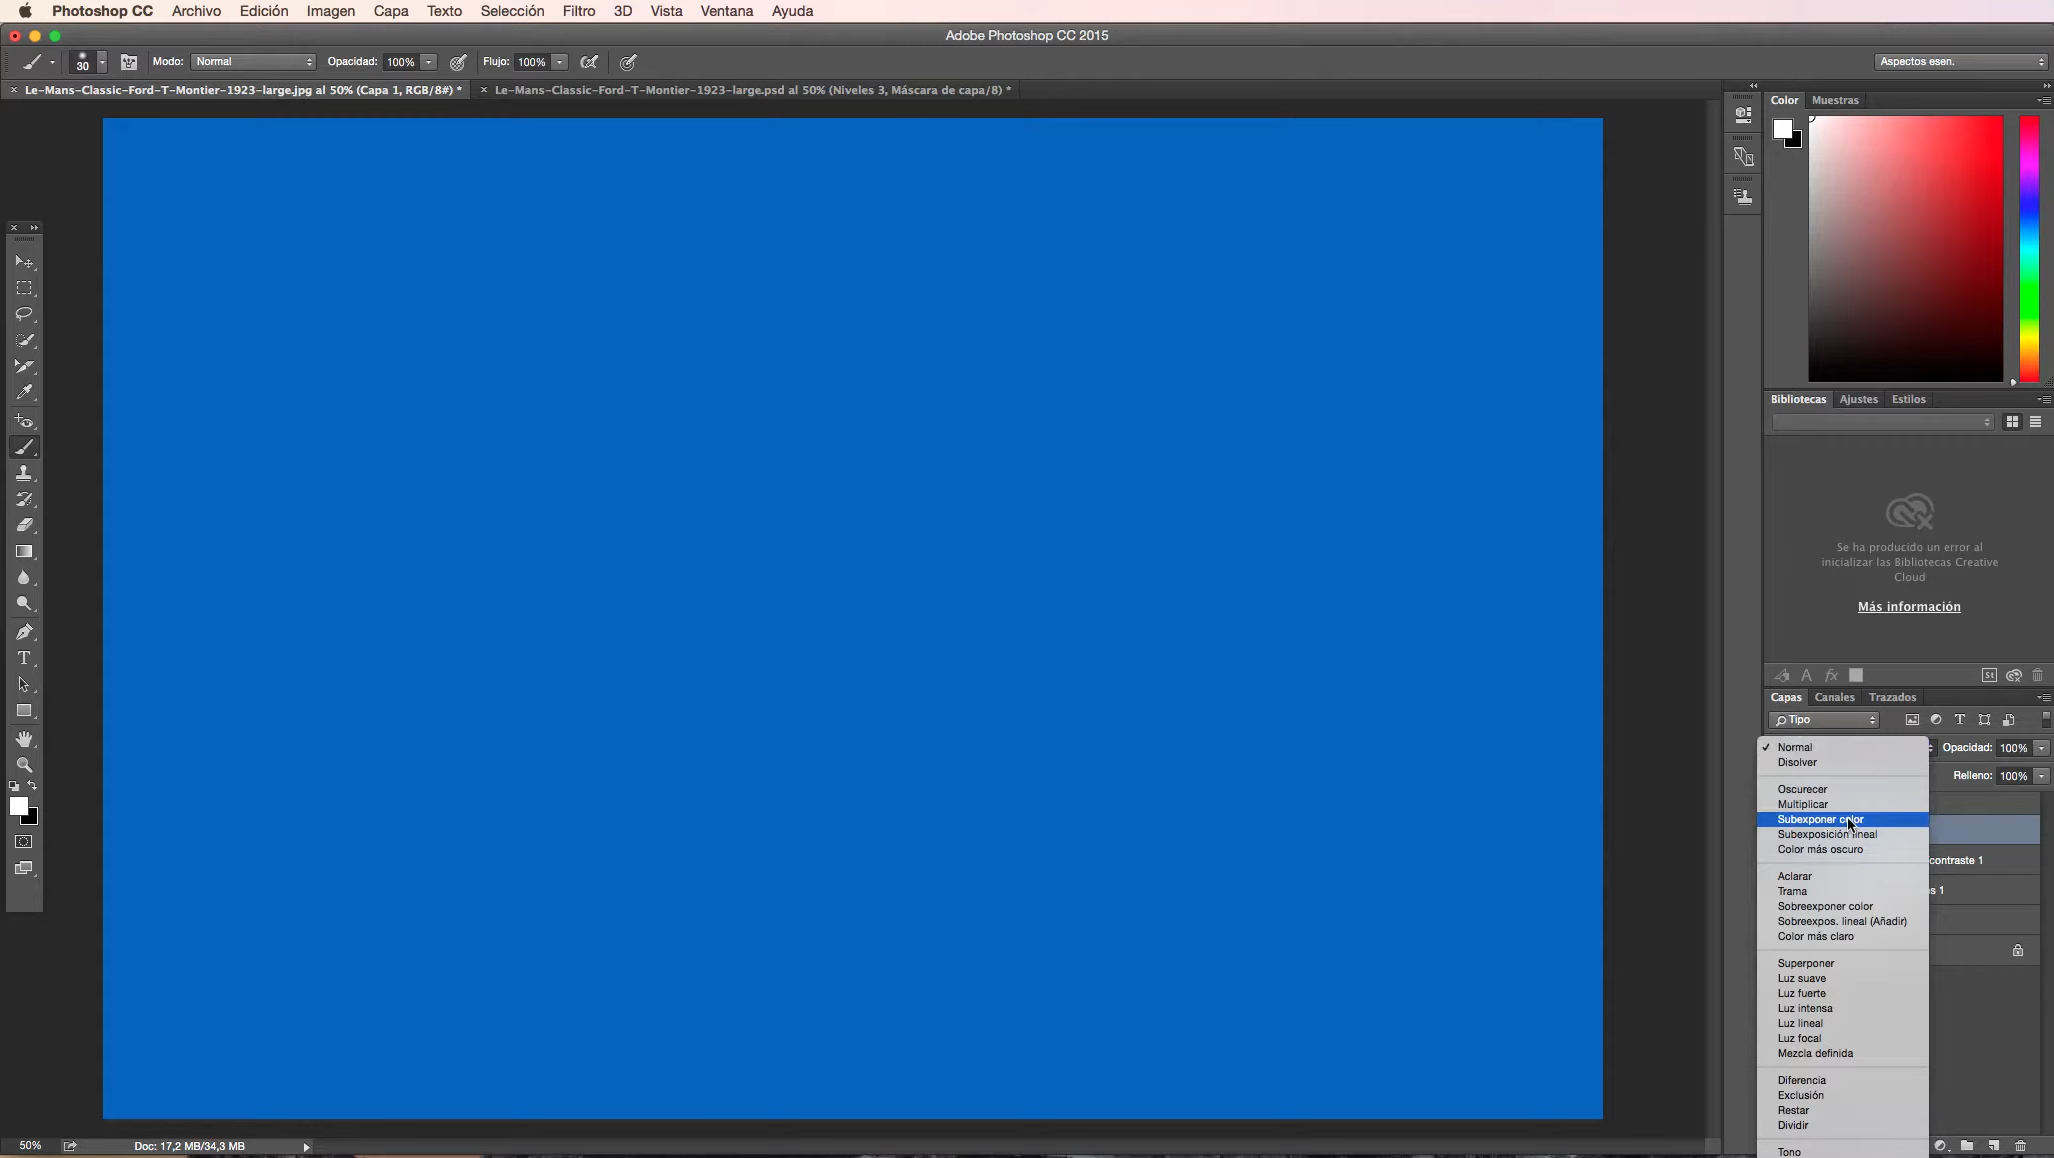 Photoshop CC Archivo Edición Imagen Capa Texto Selección Filtro 3D Vista Ventana Ayuda
Adobe Photoshop CC 2015
30 Modo: Normal Opacidad: 100% Flujo: 100% Aspectos esen.
Le-Mans-Classic-Ford-T-Montier-1923-large.jpg al 50% (Capa 1, RGB/8#) * Le-Mans-Classic-Ford-T-Montier-1923-large.psd al 50% (Niveles 3, Máscara de capa/8) *
Color Muestras
Bibliotecas Ajustes Estilos
Se ha producido un error al
inicializar las Bibliotecas Creative
Cloud
Más información
St
Capas Canales Trazados
Tipo
Normal Opacidad: 100%
Disolver
Relleno: 100%
Oscurecer
Multiplicar
Subexponer color
Subexposición lineal
Color más oscuro
contraste 1
Aclarar
Trama
s 1
Sobreexponer color
Sobreexpos. lineal (Añadir)
Color más claro
Superponer
Luz suave
Luz fuerte
Luz intensa
Luz lineal
Luz focal
Mezcla definida
Diferencia
Exclusión
Restar
Dividir
Tono
50% Doc: 17,2 MB/34,3 MB